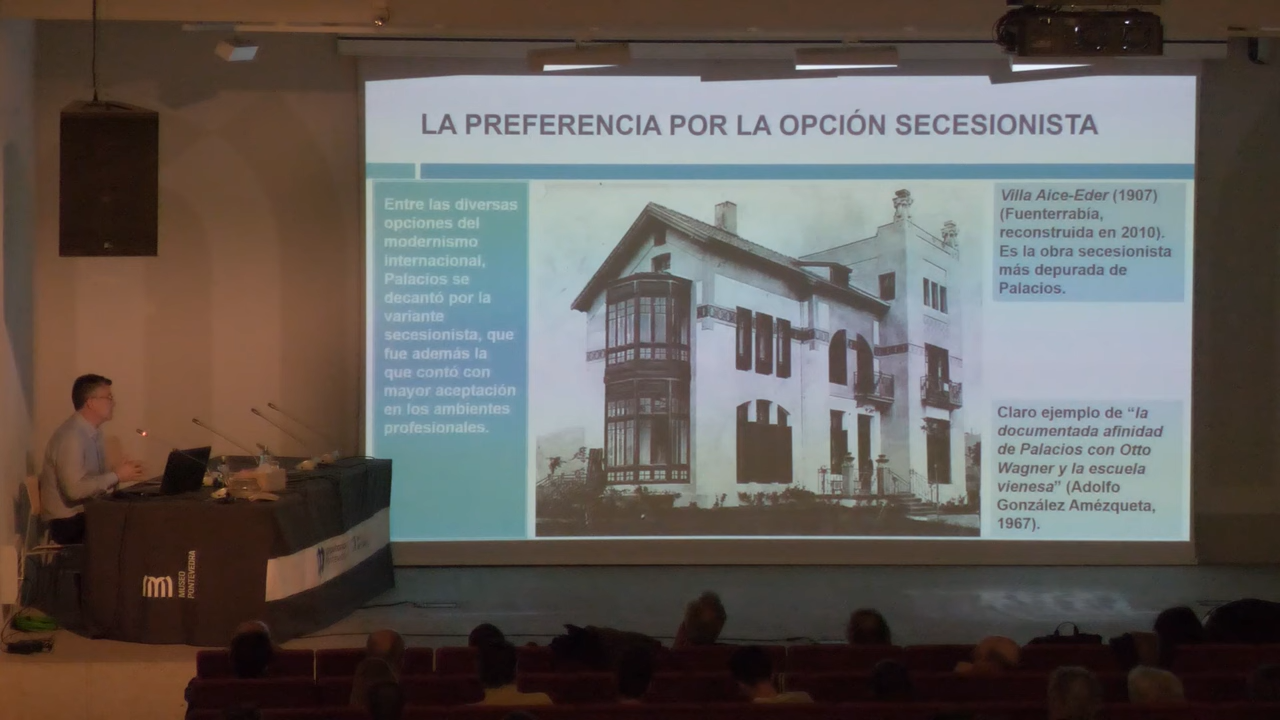 LA PREFERENCIA POR LA OPCIÓN SECESIONISTA
Entre las diversas
opciones del
modernismo
internacional,
Palacios se
decantó por la
variante
secesionista, que
fue además la
que contó con
mayor aceptación
en los ambientes
profesionales.
Villa Aice-Eder (1907)
(Fuenterrabía,
reconstruida en 2010).
Es la obra secesionista
más depurada de
Palacios.
Claro ejemplo de “la
documentada afinidad
de Palacios con Otto
Wagner y la escuela
vienesa” (Adolfo
González Amézqueta,
1967).
MUSEO
PONTEVEDRA